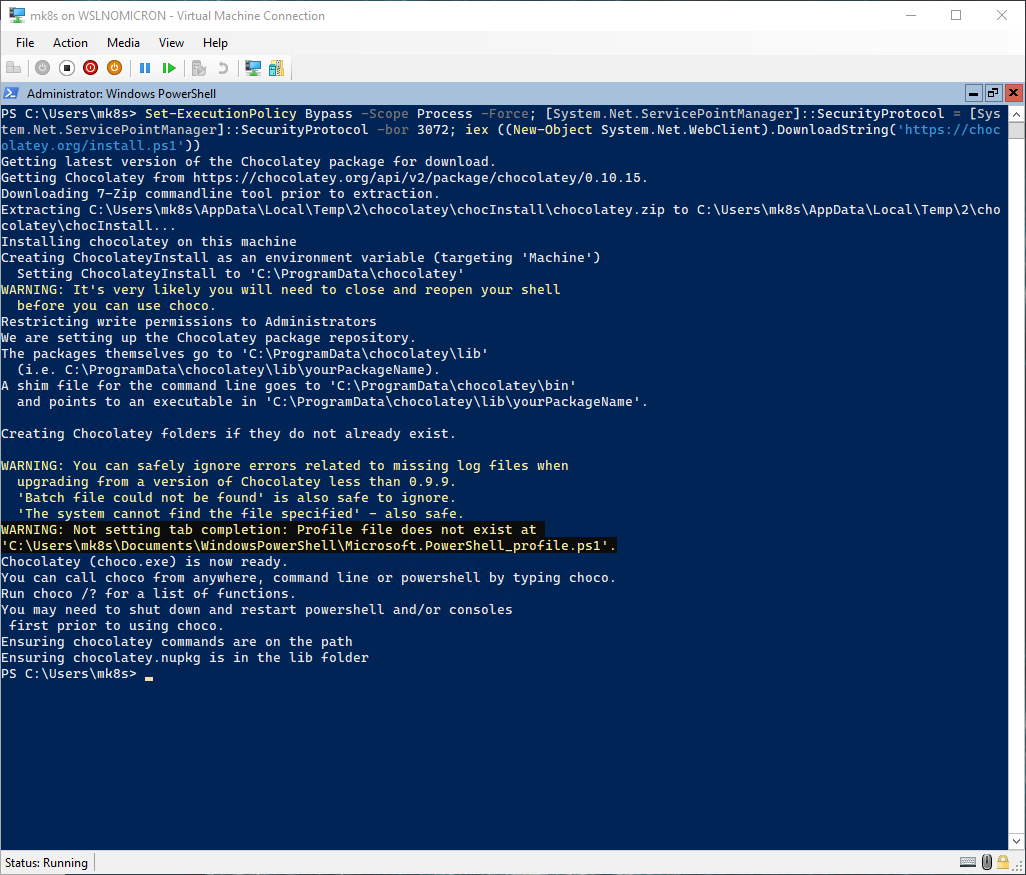 mk8s on WSLNOMICRON - Virtual Machine Connection
File Action Media View Help
Administrator: Windows PowerShell
PS C:\Users\mk8s> Set-ExecutionPolicy Bypass -Scope Process -Force; [System.Net.ServicePointManager]::SecurityProtocol = [Sys
tem.Net.ServicePointManager]::SecurityProtocol -bor 3072; iex ((New-Object System.Net.WebClient).DownloadString('https://choc
olatey.org/install.ps1'))
Getting latest version of the Chocolatey package for download.
Getting Chocolatey from https://chocolatey.org/api/v2/package/chocolatey/0.10.15.
Downloading 7-Zip commandline tool prior to extraction.
Extracting C:\Users\mk8s\AppData\Local\Temp\2\chocolatey\chocInstall\chocolatey.zip to C:\Users\mk8s\AppData\Local\Temp\2\cho
colatey\chocInstall...
Installing chocolatey on this machine
Creating ChocolateyInstall as an environment variable (targeting 'Machine')
  Setting ChocolateyInstall to 'C:\ProgramData\chocolatey'
WARNING: It's very likely you will need to close and reopen your shell
  before you can use choco.
Restricting write permissions to Administrators
We are setting up the Chocolatey package repository.
The packages themselves go to 'C:\ProgramData\chocolatey\lib'
  (i.e. C:\ProgramData\chocolatey\lib\yourPackageName).
A shim file for the command line goes to 'C:\ProgramData\chocolatey\bin'
  and points to an executable in 'C:\ProgramData\chocolatey\lib\yourPackageName'.
Creating Chocolatey folders if they do not already exist.
WARNING: You can safely ignore errors related to missing log files when
  upgrading from a version of Chocolatey less than 0.9.9.
  'Batch file could not be found' is also safe to ignore.
  'The system cannot find the file specified' - also safe.
WARNING: Not setting tab completion: Profile file does not exist at
'C:\Users\mk8s\Documents\WindowsPowerShell\Microsoft.PowerShell_profile.ps1'.
Chocolatey (choco.exe) is now ready.
You can call choco from anywhere, command line or powershell by typing choco.
Run choco /? for a list of functions.
You may need to shut down and restart powershell and/or consoles
 first prior to using choco.
Ensuring chocolatey commands are on the path
Ensuring chocolatey.nupkg is in the lib folder
PS C:\Users\mk8s>
Status: Running